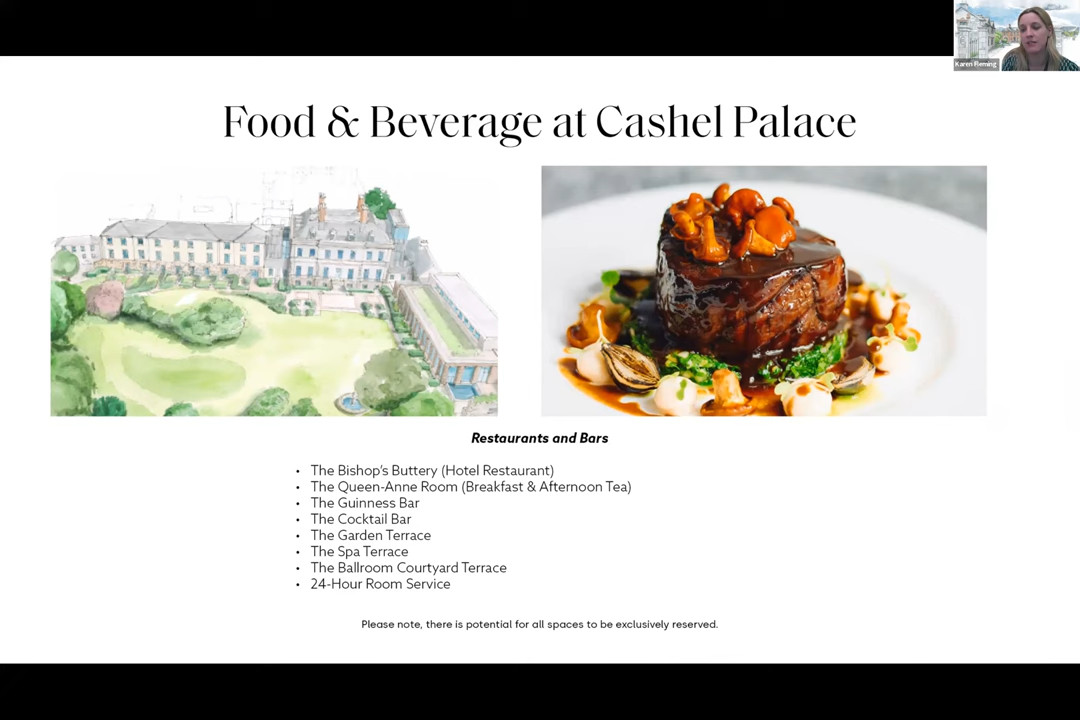 Karen Fleming
Food & Beverage at Cashel Palace
Restaurants and Bars
• The Bishop's Buttery (Hotel Restaurant)
• The Queen-Anne Room (Breakfast & Afternoon Tea)
• The Guinness Bar
• The Cocktail Bar
• The Garden Terrace
• The Spa Terrace
• The Ballroom Courtyard Terrace
• 24-Hour Room Service
Please note, there is potential for all spaces to be exclusively reserved.